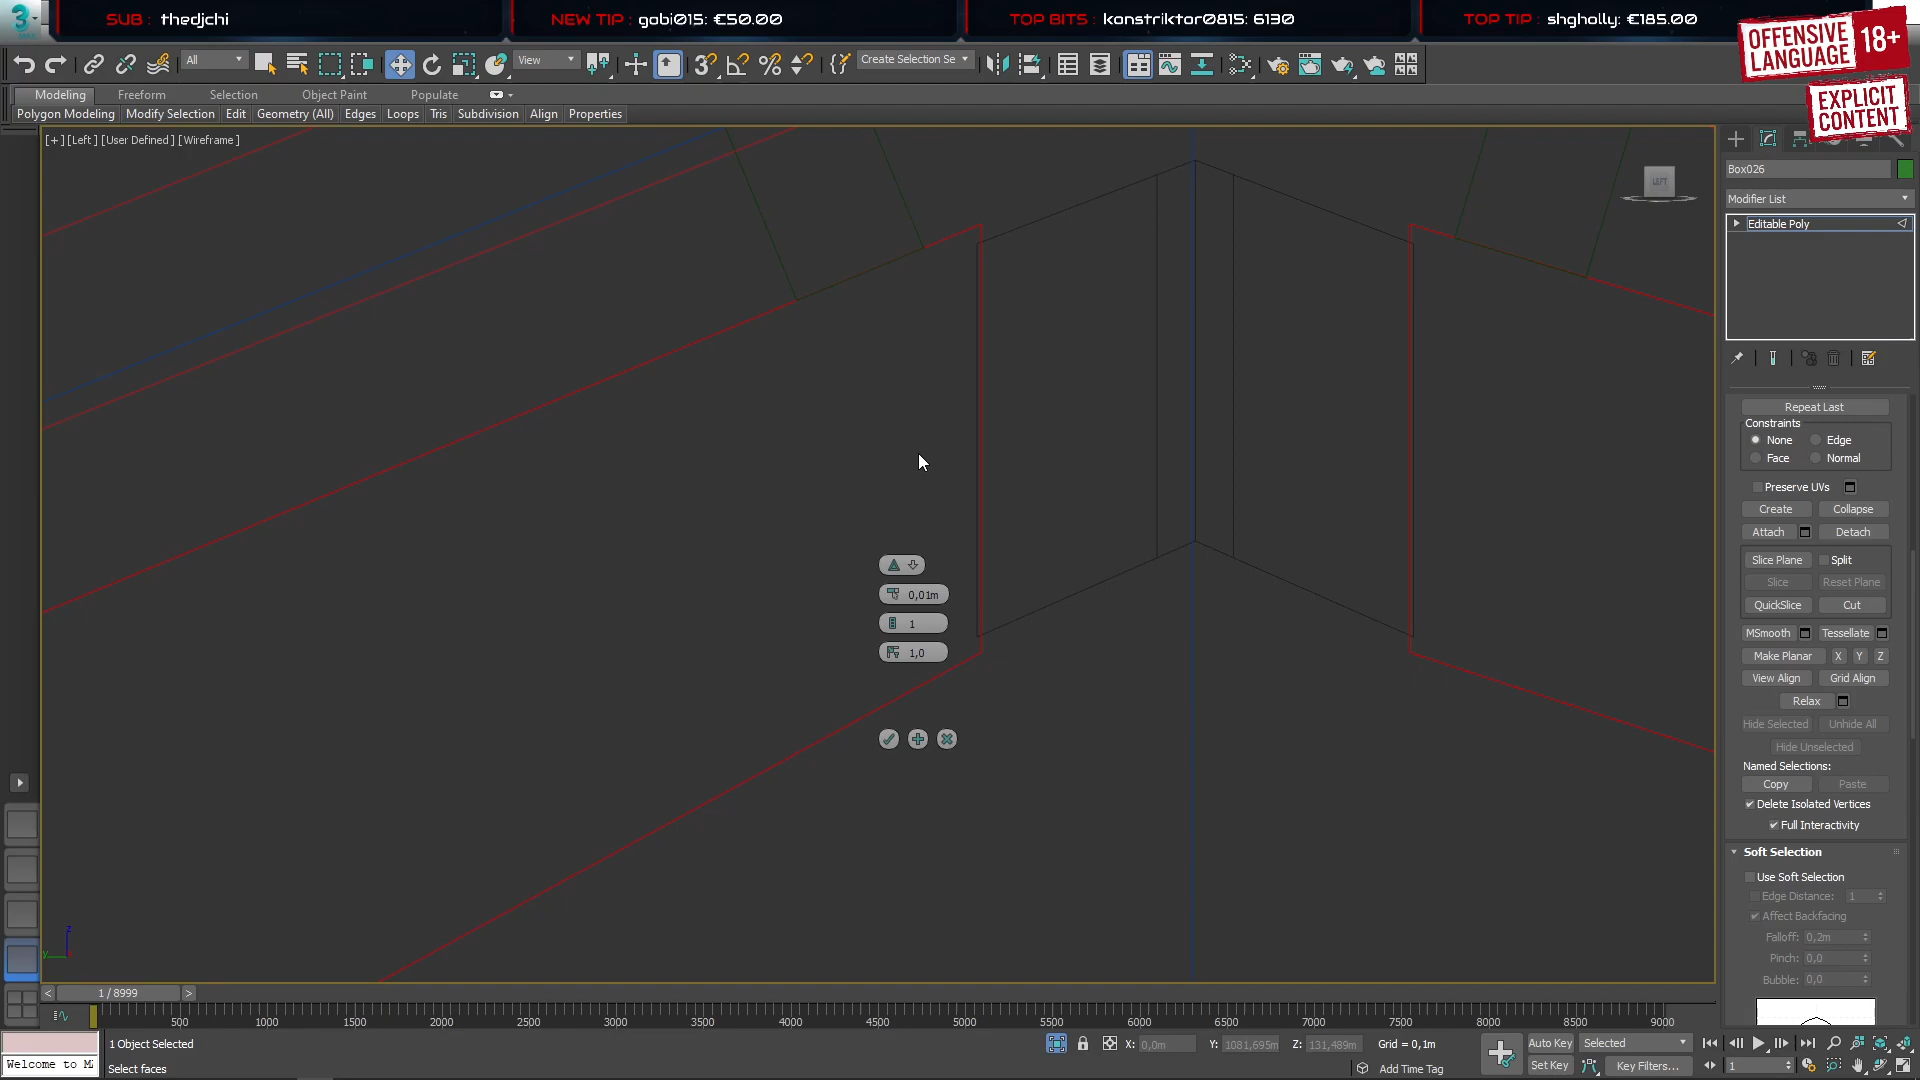 SUB : thedjchi
NEW TIP : gabi015: €50.00
TOP BITS : konstriktor0815: 6130
TOP TIP : shgholly: €185.00
OFFENSIVE LANGUAGE 18+
EXPLICIT CONTENT
All
View
Create Selection Se
Modeling
Freeform
Selection
Object Paint
Populate
Polygon Modeling
Modify Selection
Edit
Geometry (All)
Edges
Loops
Tris
Subdivision
Align
Properties
[+] [Left ] [User Defined ] [Wireframe ]
LEFT
Box026
Modifier List
Editable Poly
Repeat Last
Constraints
None
Edge
Face
Normal
Preserve UVs
Create
Collapse
Attach
Detach
Slice Plane
Split
Slice
Reset Plane
QuickSlice
Cut
MSmooth
Tessellate
Make Planar
X
Y
Z
View Align
Grid Align
Relax
Hide Selected
Unhide All
Hide Unselected
Named Selections:
Copy
Paste
Delete Isolated Vertices
Full Interactivity
Soft Selection
Use Soft Selection
Edge Distance:
1
Affect Backfacing
Falloff: 0,2m
Pinch: 0,0
Bubble: 0,0
0,01m
1
1,0
z
y
1 / 8999
500 1000 1500 2000 2500 3000 3500 4000 4500 5000 5500 6000 6500 7000 7500 8000 8500 9000
1 Object Selected
X: 0,0m
Y: 1081,695m
Z: 131,489m
Grid = 0,1m
Auto Key
Selected
Welcome to M
Select faces
Add Time Tag
Set Key
Key Filters...
1